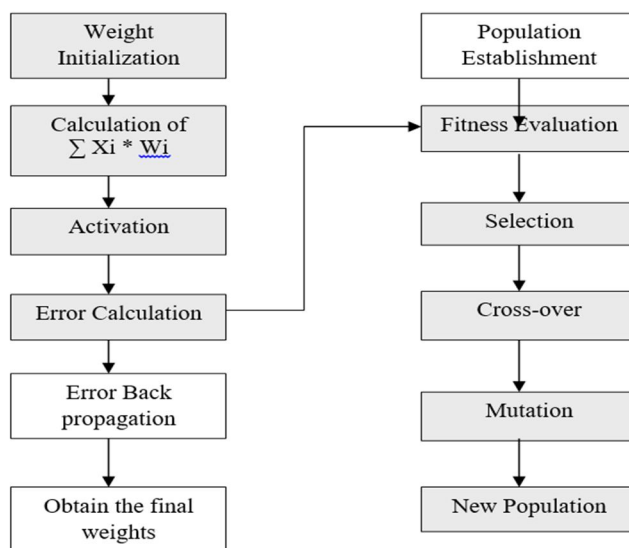 Weight
Initialization
Calculation of
∑ Xi * Wi
Activation
Error Calculation
Error Back
propagation
Obtain the final
weights
Population
Establishment
Fitness Evaluation
Selection
Cross-over
Mutation
New Population